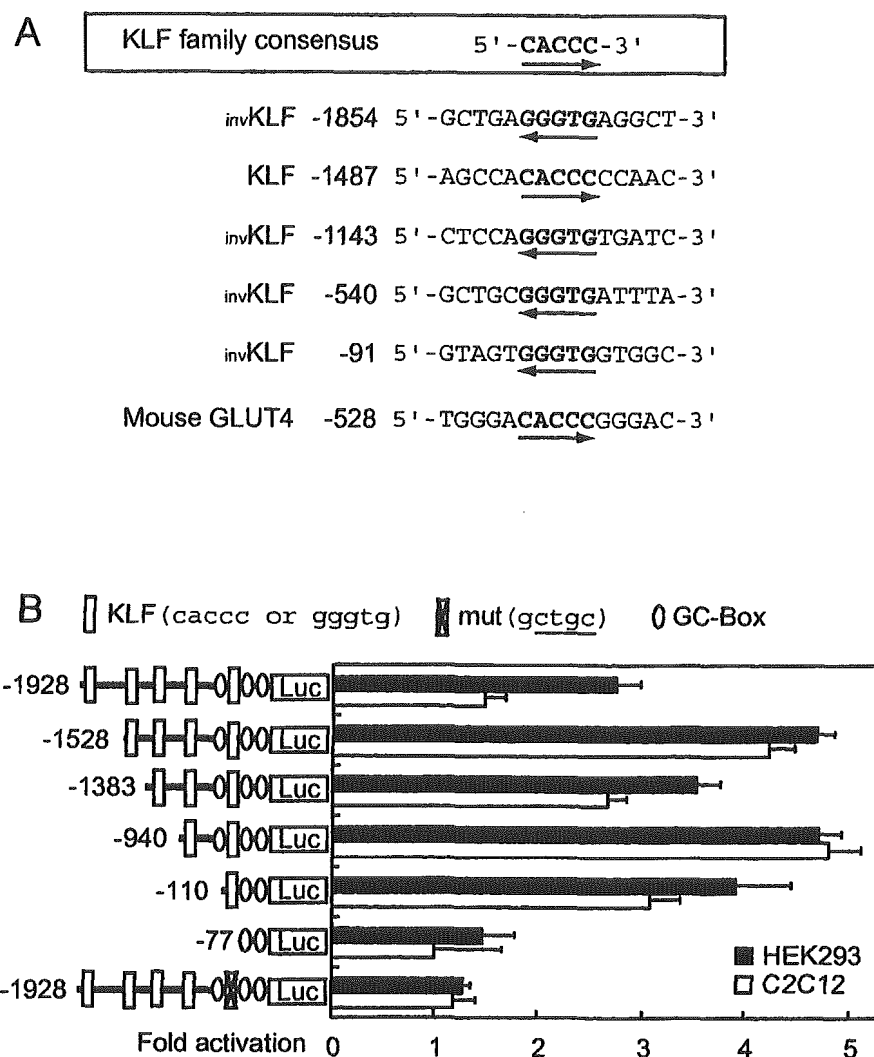 A
KLF family consensus 5'-CACCC-3'
invKLF -1854 5'-GCTGAGGGTGAGGCT-3'
KLF -1487 5'-AGCCACACCCCCAAC-3'
invKLF -1143 5'-CTCCAGGGTGTGATC-3'
invKLF -540 5'-GCTGCGGGTGATTTA-3'
invKLF -91 5'-GTAGTGGGTGGTGGC-3'
Mouse GLUT4 -528 5'-TGGGACACCCGGGAC-3'
B
KLF (caccc or gggtg) mut (gctgc) GC-Box
-1928 Luc
-1528 Luc
-1383 Luc
-940 Luc
-110 Luc
-77 Luc
-1928 Luc
HEK293
C2C12
Fold activation 0 1 2 3 4 5